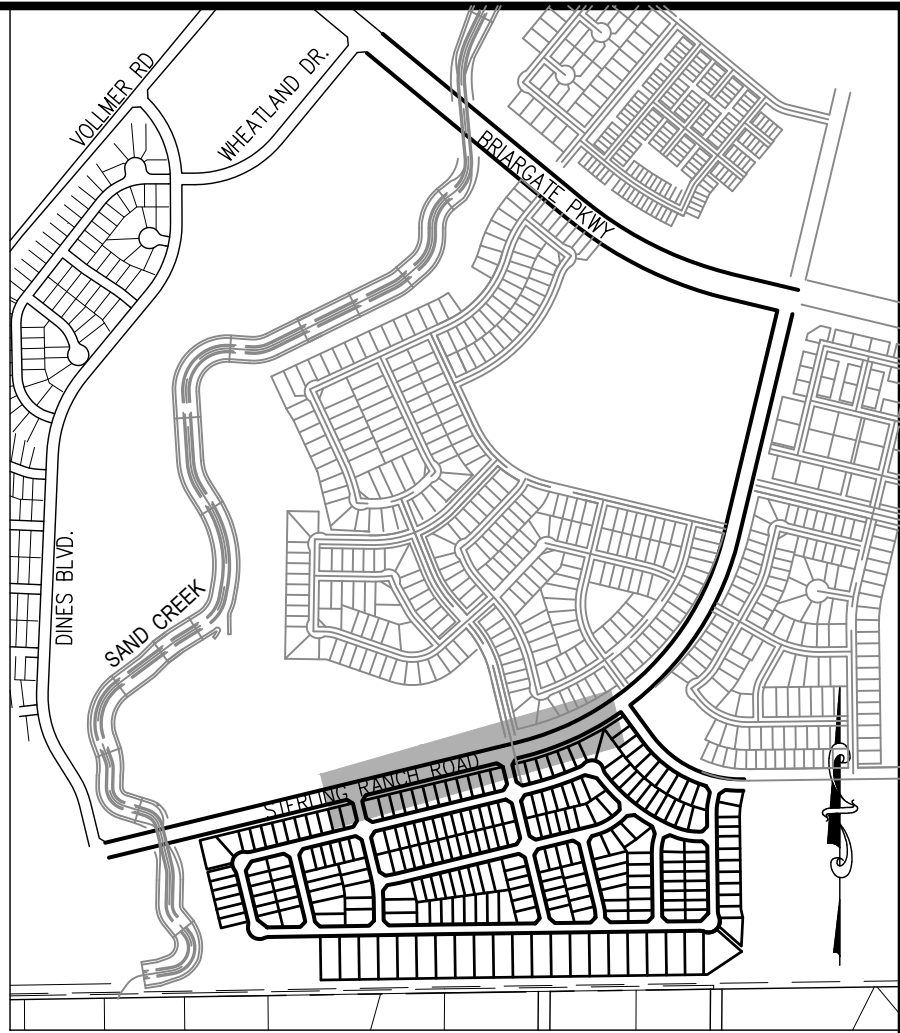 VOLLMER RD
WHEATLAND DR.
BRIARGATE PKWY
DINES BLVD.
SAND CREEK
STERLING RANCH ROAD